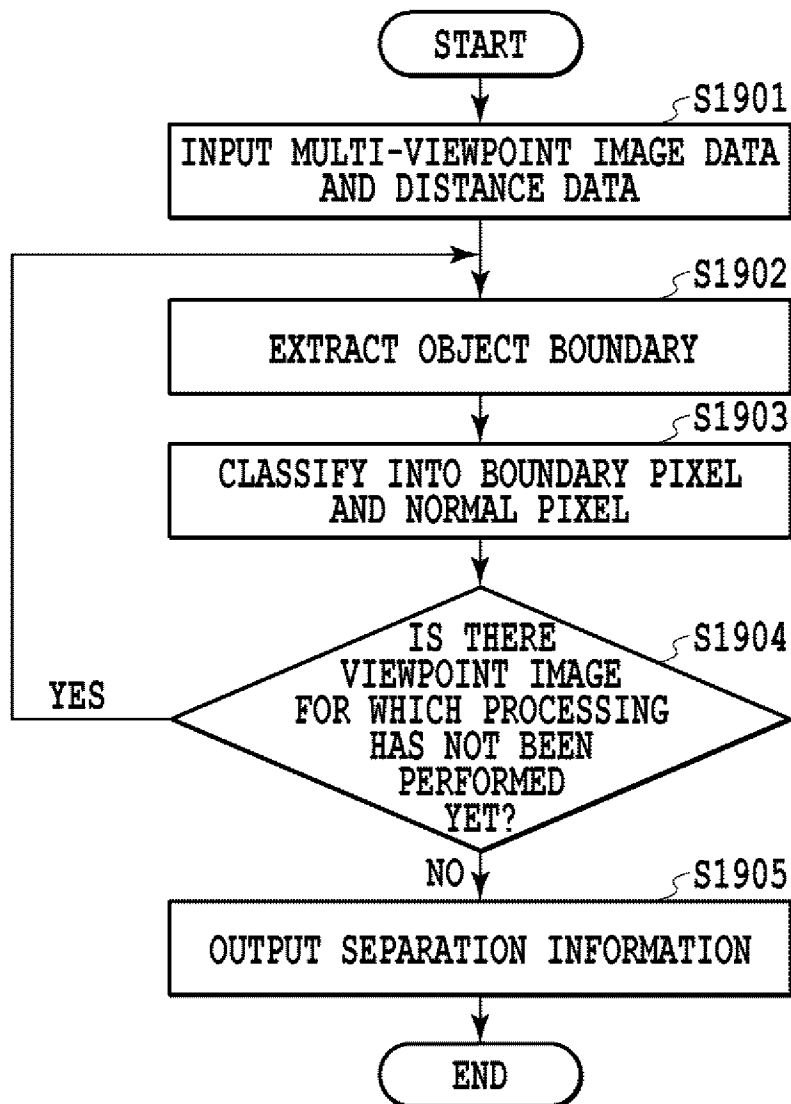 START
S1901
INPUT MULTI-VIEWPOINT IMAGE DATA
AND DISTANCE DATA
S1902
EXTRACT OBJECT BOUNDARY
S1903
CLASSIFY INTO BOUNDARY PIXEL
AND NORMAL PIXEL
S1904
IS THERE
VIEWPOINT IMAGE
FOR WHICH PROCESSING
HAS NOT BEEN
PERFORMED
YET?
YES
NO
S1905
OUTPUT SEPARATION INFORMATION
END